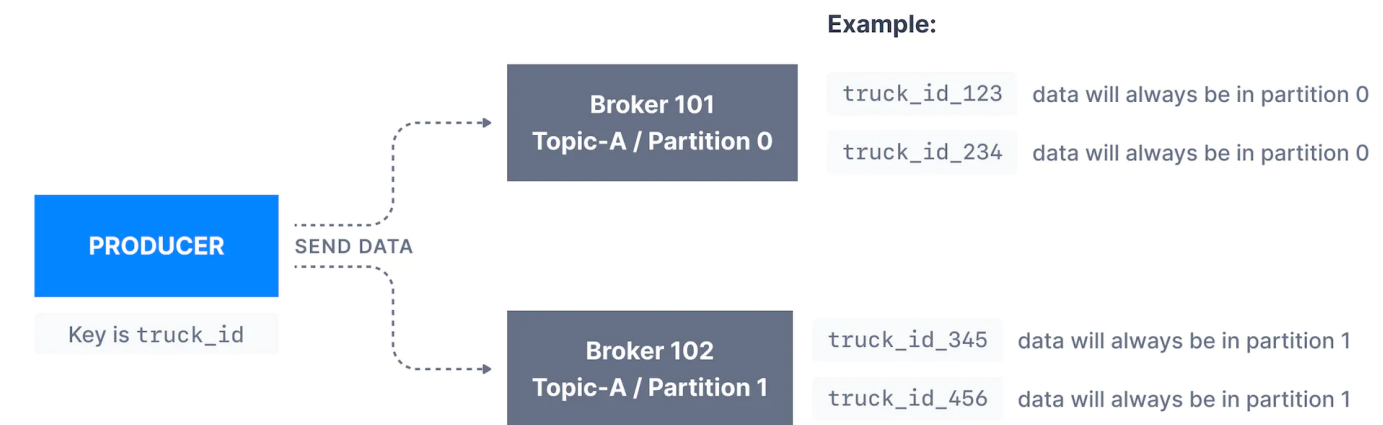 Example:
Broker 101
Topic-A / Partition 0
truck_id_123 data will always be in partition 0
truck_id_234 data will always be in partition 0
PRODUCER
SEND DATA
Key is truck_id
Broker 102
Topic-A / Partition 1
truck_id_345 data will always be in partition 1
truck_id_456 data will always be in partition 1